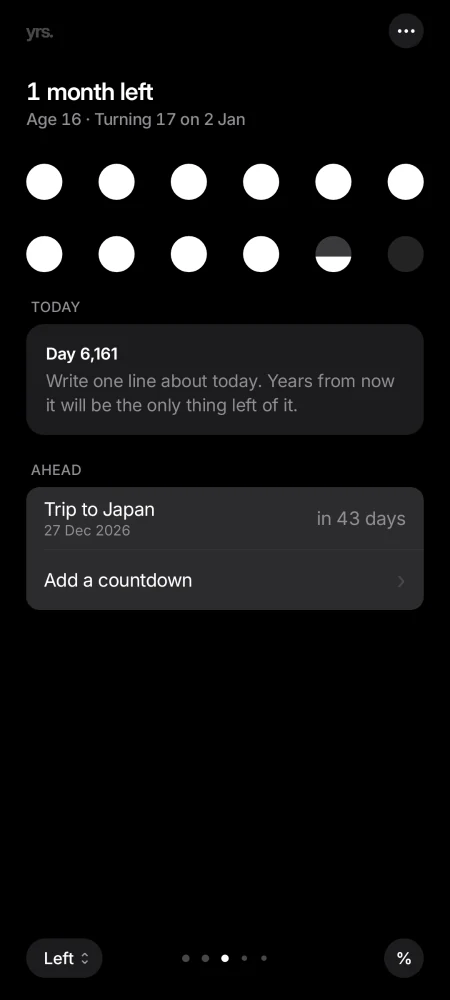 yrs.
1 month left
Age 16 · Turning 17 on 2 Jan
TODAY
Day 6,161
Write one line about today. Years from now
it will be the only thing left of it.
AHEAD
Trip to Japan
in 43 days
27 Dec 2026
Add a countdown
Left
%